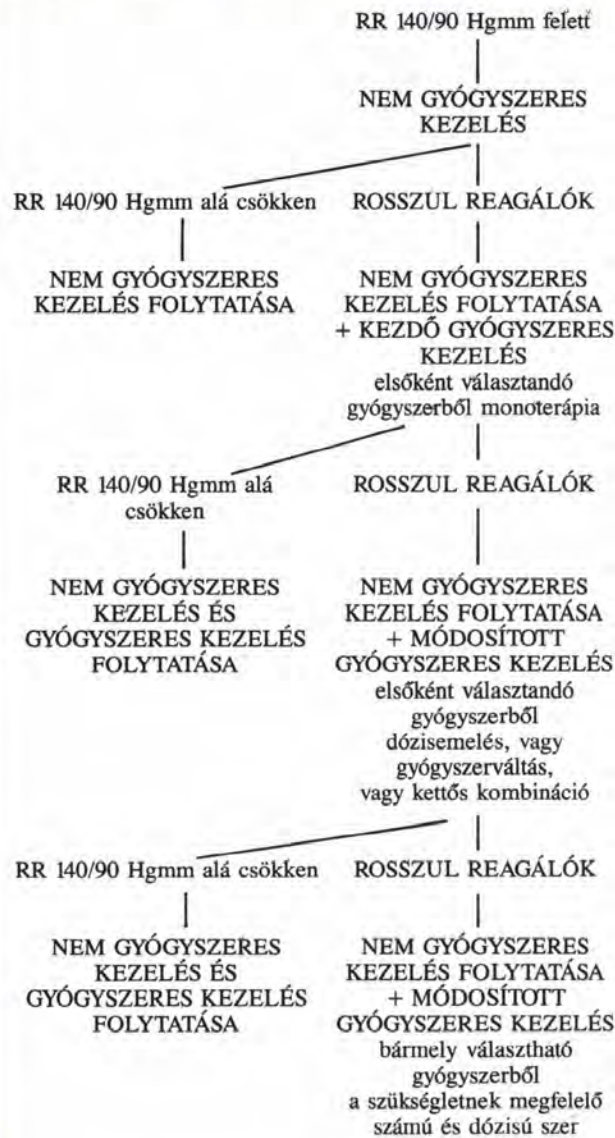 RR 140/90 Hgmm felett
NEM GYÓGYSZERES
KEZELÉS
RR 140/90 Hgmm alá csökken
NEM GYÓGYSZERES
KEZELÉS FOLYTATÁSA
ROSSZUL REAGÁLÓK
NEM GYÓGYSZERES
KEZELÉS FOLYTATÁSA
+ KEZDŐ GYÓGYSZERES
KEZELÉS
elsőként választandó
gyógyszerből monoterápia
RR 140/90 Hgmm alá
csökken
NEM GYÓGYSZERES
KEZELÉS ÉS
GYÓGYSZERES KEZELÉS
FOLYTATÁSA
ROSSZUL REAGÁLÓK
NEM GYÓGYSZERES
KEZELÉS FOLYTATÁSA
+ MÓDOSÍTOTT
GYÓGYSZERES KEZELÉS
elsőként választandó
gyógyszerből
dózisemelés, vagy
gyógyszerváltás,
vagy kettős kombináció
RR 140/90 Hgmm alá csökken
NEM GYÓGYSZERES
KEZELÉS ÉS
GYÓGYSZERES KEZELÉS
FOLYTATÁSA
ROSSZUL REAGÁLÓK
NEM GYÓGYSZERES
KEZELÉS FOLYTATÁSA
+ MÓDOSÍTOTT
GYÓGYSZERES KEZELÉS
bármely választható
gyógyszerből
a szükségletnek megfelelő
számú és dózisú szer